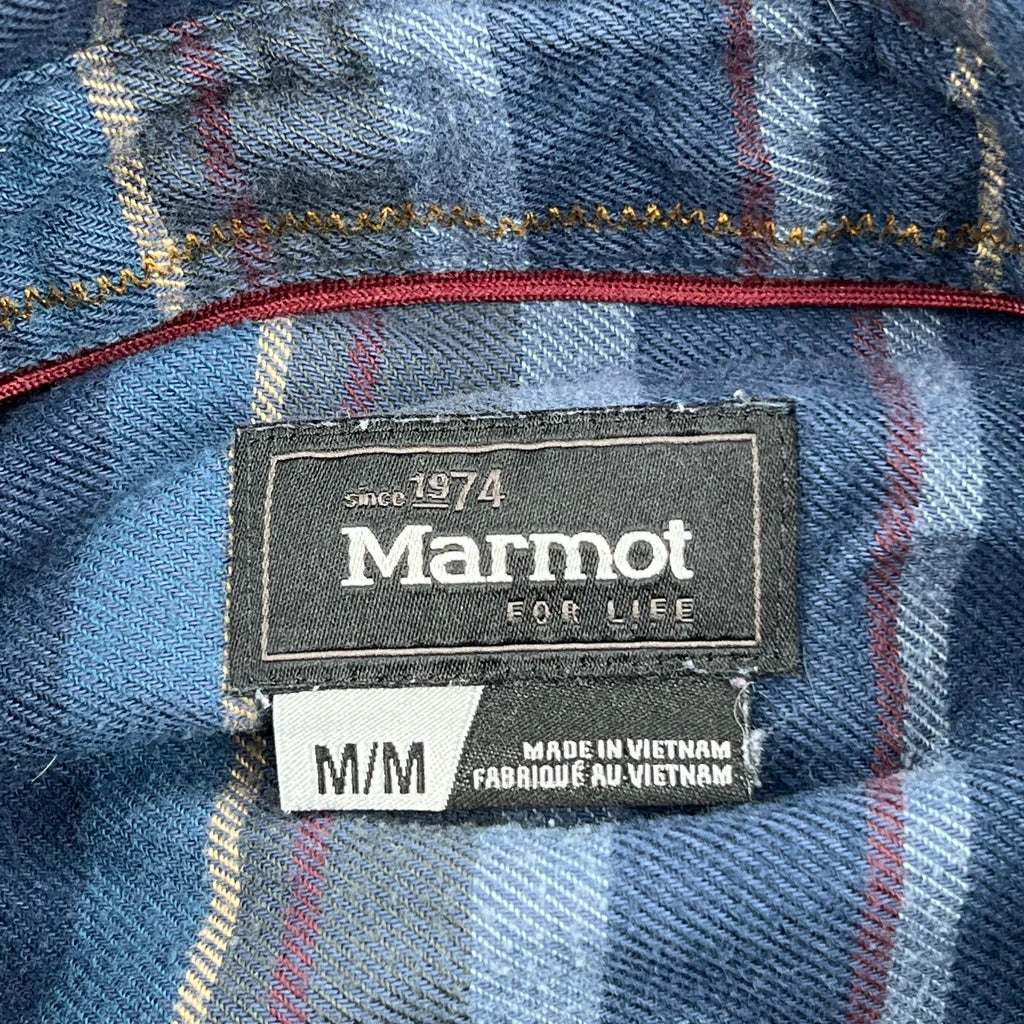 since 1974
Marmot
FOR LIFE
M/M
MADE IN VIETNAM
FABRIQUÉ AU VIETNAM